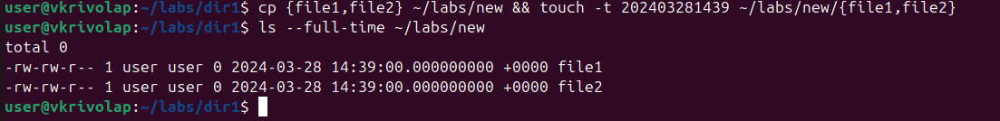 user@vkrivolap:~/labs/dir1$ cp {file1,file2} ~/labs/new && touch -t 202403281439 ~/labs/new/{file1,file2}
user@vkrivolap:~/labs/dir1$ ls --full-time ~/labs/new
total 0
-rw-rw-r-- 1 user user 0 2024-03-28 14:39:00.000000000 +0000 file1
-rw-rw-r-- 1 user user 0 2024-03-28 14:39:00.000000000 +0000 file2
user@vkrivolap:~/labs/dir1$